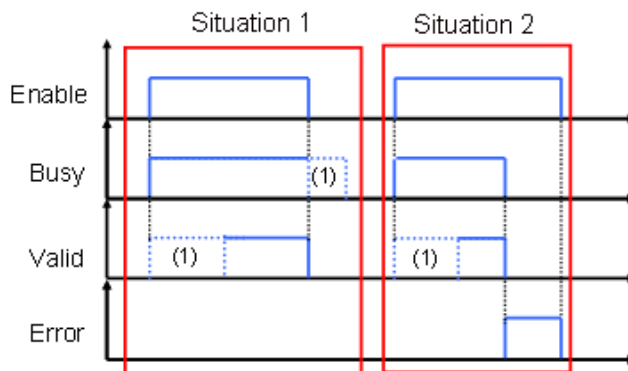 Situation 1
Situation 2
Enable
Busy
(1)
Valid
(1)
(1)
Error